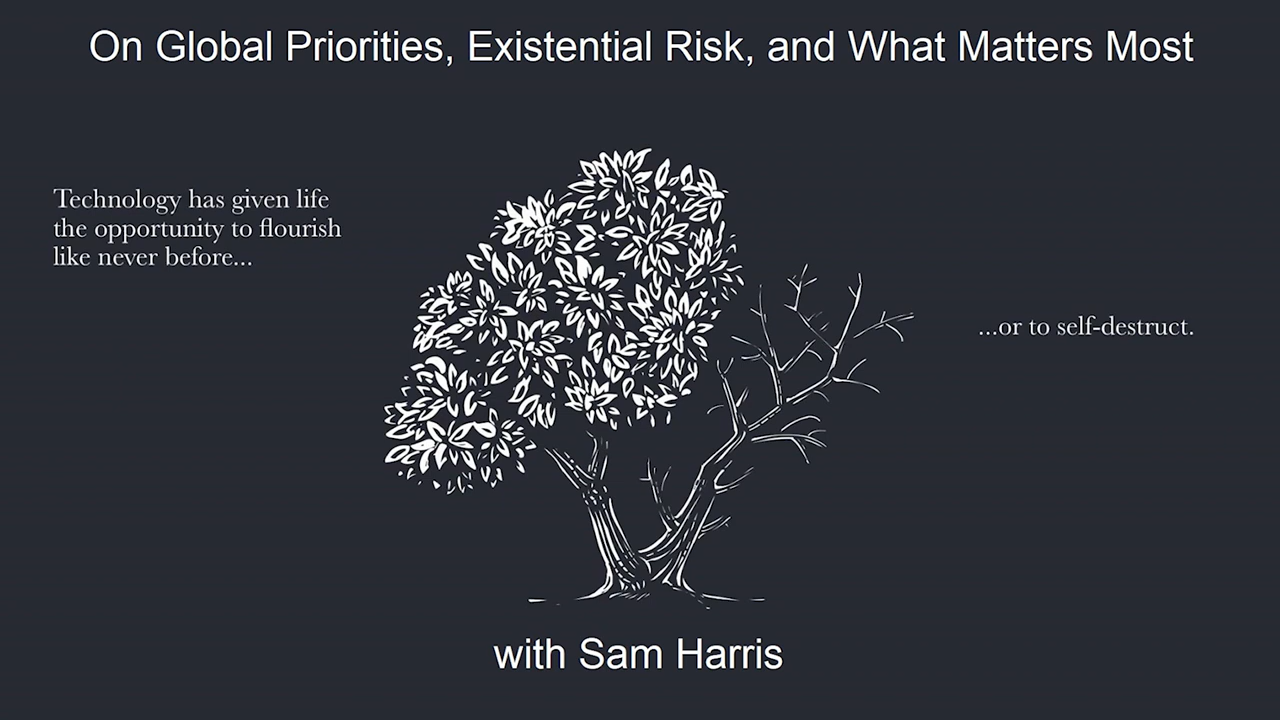 On Global Priorities, Existential Risk, and What Matters Most
Technology has given life
the opportunity to flourish
like never before...
...or to self-destruct.
with Sam Harris